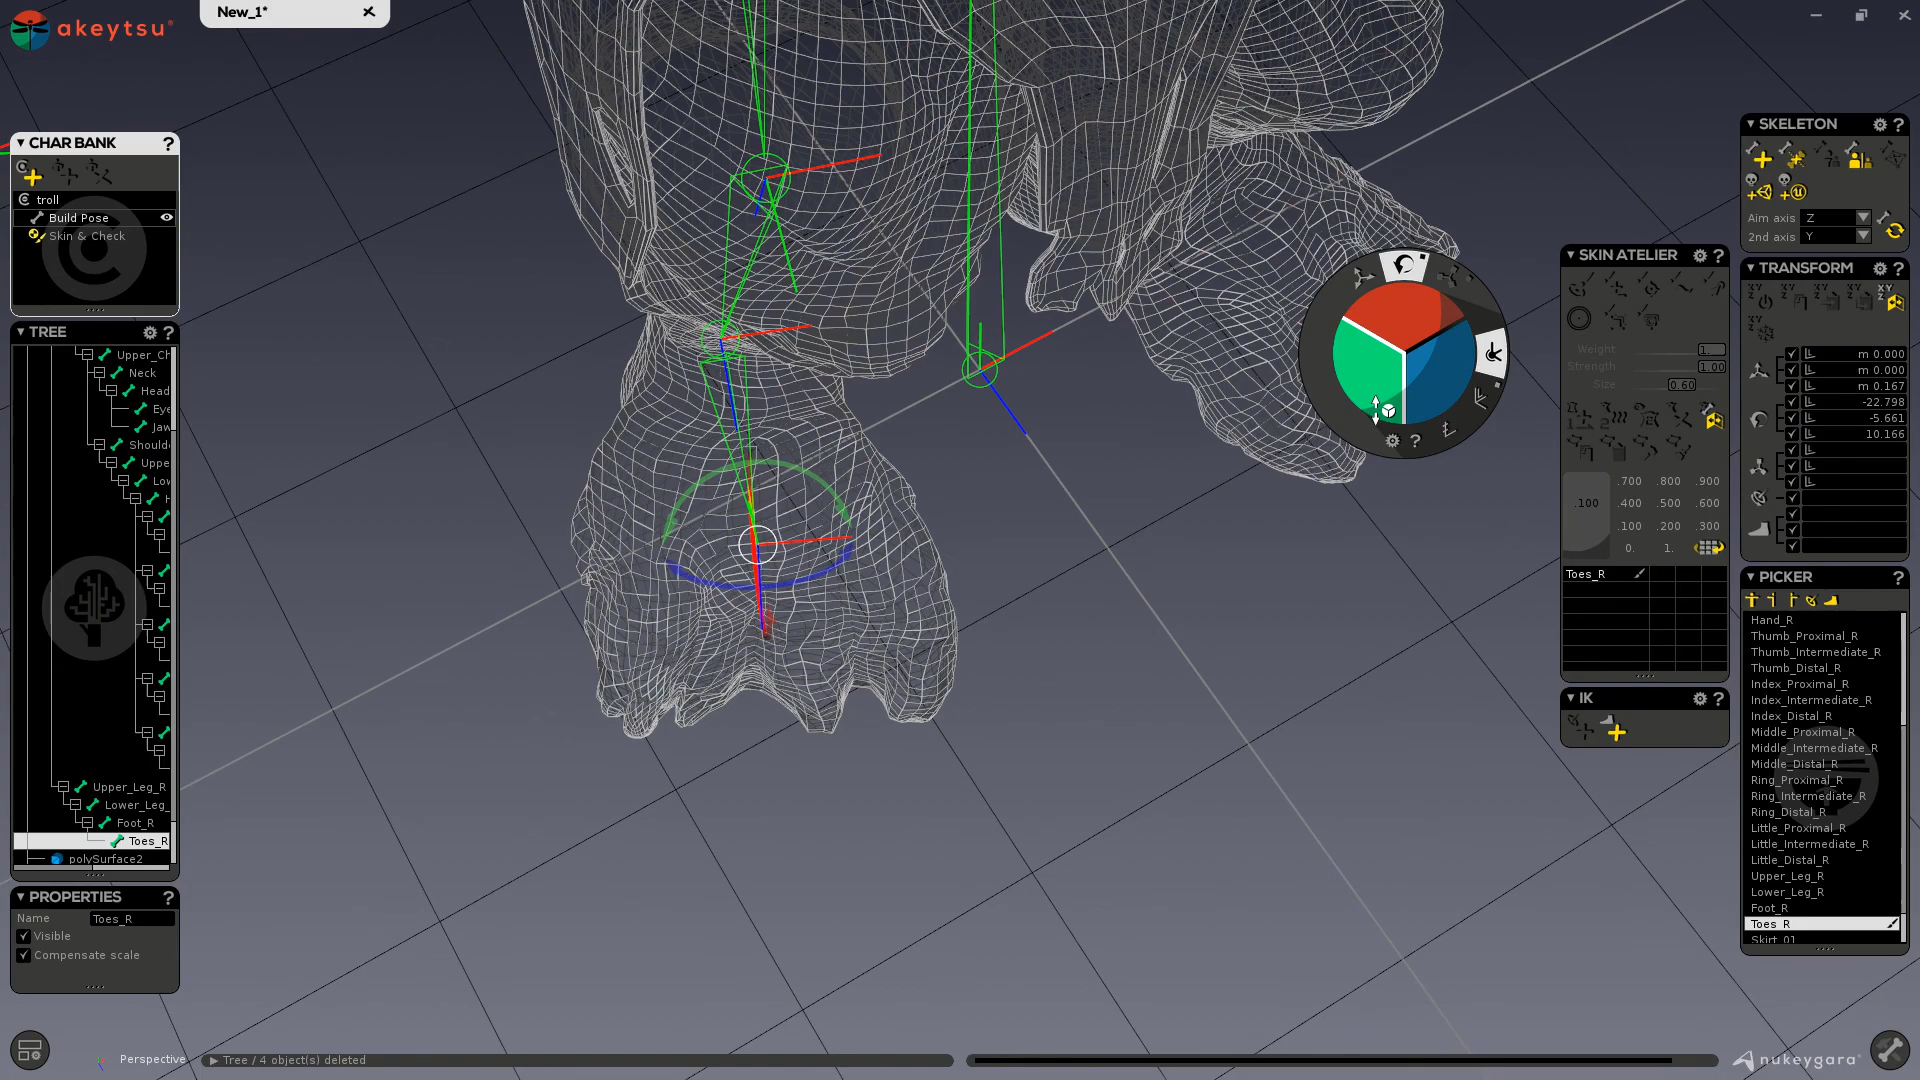 akeytsu
New_1*
CHAR BANK ?
troll
Build Pose
Skin & Check
TREE ?
Upper_Ch
Neck
Head
Eye
Jaw
Should
Uppe
Low
Upper_Leg_R
Lower_Leg_
Foot_R
Toes_R
polySurface2
PROPERTIES ?
Name Toes_R
Visible
Compensate scale
Perspective
Tree / 4 object(s) deleted
?
SKIN ATELIER ?
Weight 1.
Strength 1.00
Size 0.60
.700 .800 .900
.100 .400 .500 .600
.100 .200 .300
0. 1.
Toes_R
IK ?
SKELETON ?
Aim axis Z
2nd axis Y
TRANSFORM ?
m 0.000
m 0.000
m 0.167
-22.798
-5.661
10.166
PICKER ?
Hand_R
Thumb_Proximal_R
Thumb_Intermediate_R
Thumb_Distal_R
Index_Proximal_R
Index_Intermediate_R
Index_Distal_R
Middle_Proximal_R
Middle_Intermediate_R
Middle_Distal_R
Ring_Proximal_R
Ring_Intermediate_R
Ring_Distal_R
Little_Proximal_R
Little_Intermediate_R
Little_Distal_R
Upper_Leg_R
Lower_Leg_R
Foot_R
Toes_R
Skirt_01
nukeygara